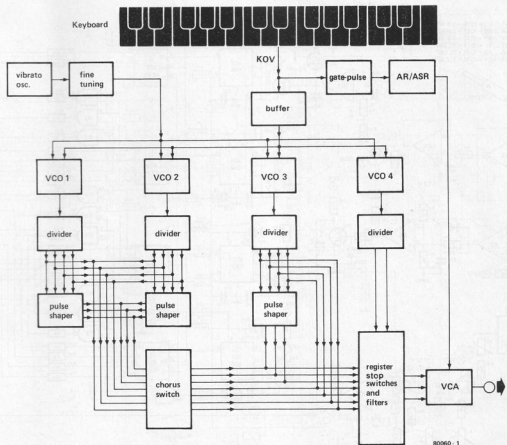 Keyboard
KOV
vibrato
osc.
fine
tuning
gate-pulse
AR/ASR
buffer
VCO 1
VCO 2
VCO 3
VCO 4
divider
divider
divider
divider
pulse
shaper
pulse
shaper
pulse
shaper
chorus
switch
register
stop
switches
and
filters
VCA
80060 - 1